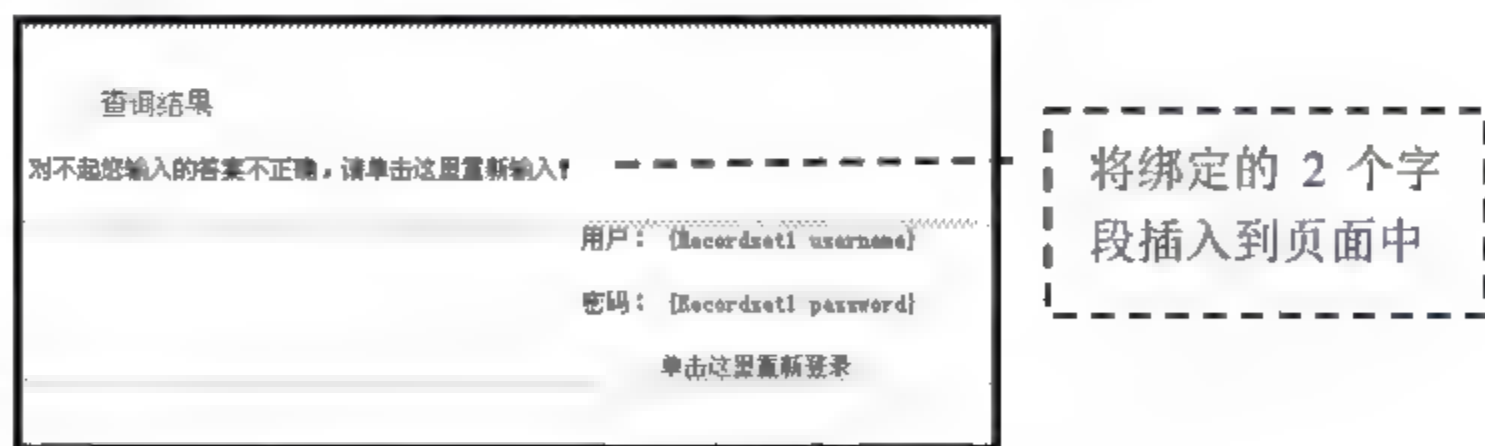 查询结果
对不起您输入的答案不正确，请单击这里重新输入！
将绑定的 2 个字
段插入到页面中
用户： {Recordset1 username}
密码： {Recordset1 password}
单击这里重新登录